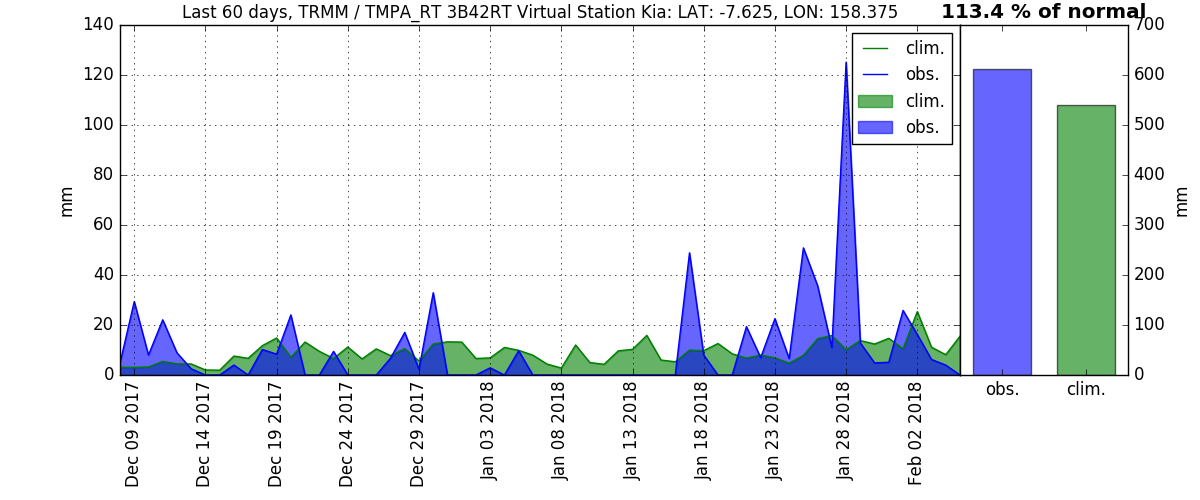 Last 60 days, TRMM / TMPA_RT 3B42RT Virtual Station Kia: LAT: -7.625, LON: 158.375
113.4 % of normal
140
120
100
80
60
40
20
0
mm
clim.
obs.
clim.
obs.
700
600
500
400
300
200
100
0
mm
Dec 09 2017
Dec 14 2017
Dec 19 2017
Dec 24 2017
Dec 29 2017
Jan 03 2018
Jan 08 2018
Jan 13 2018
Jan 18 2018
Jan 23 2018
Jan 28 2018
Feb 02 2018
obs.
clim.